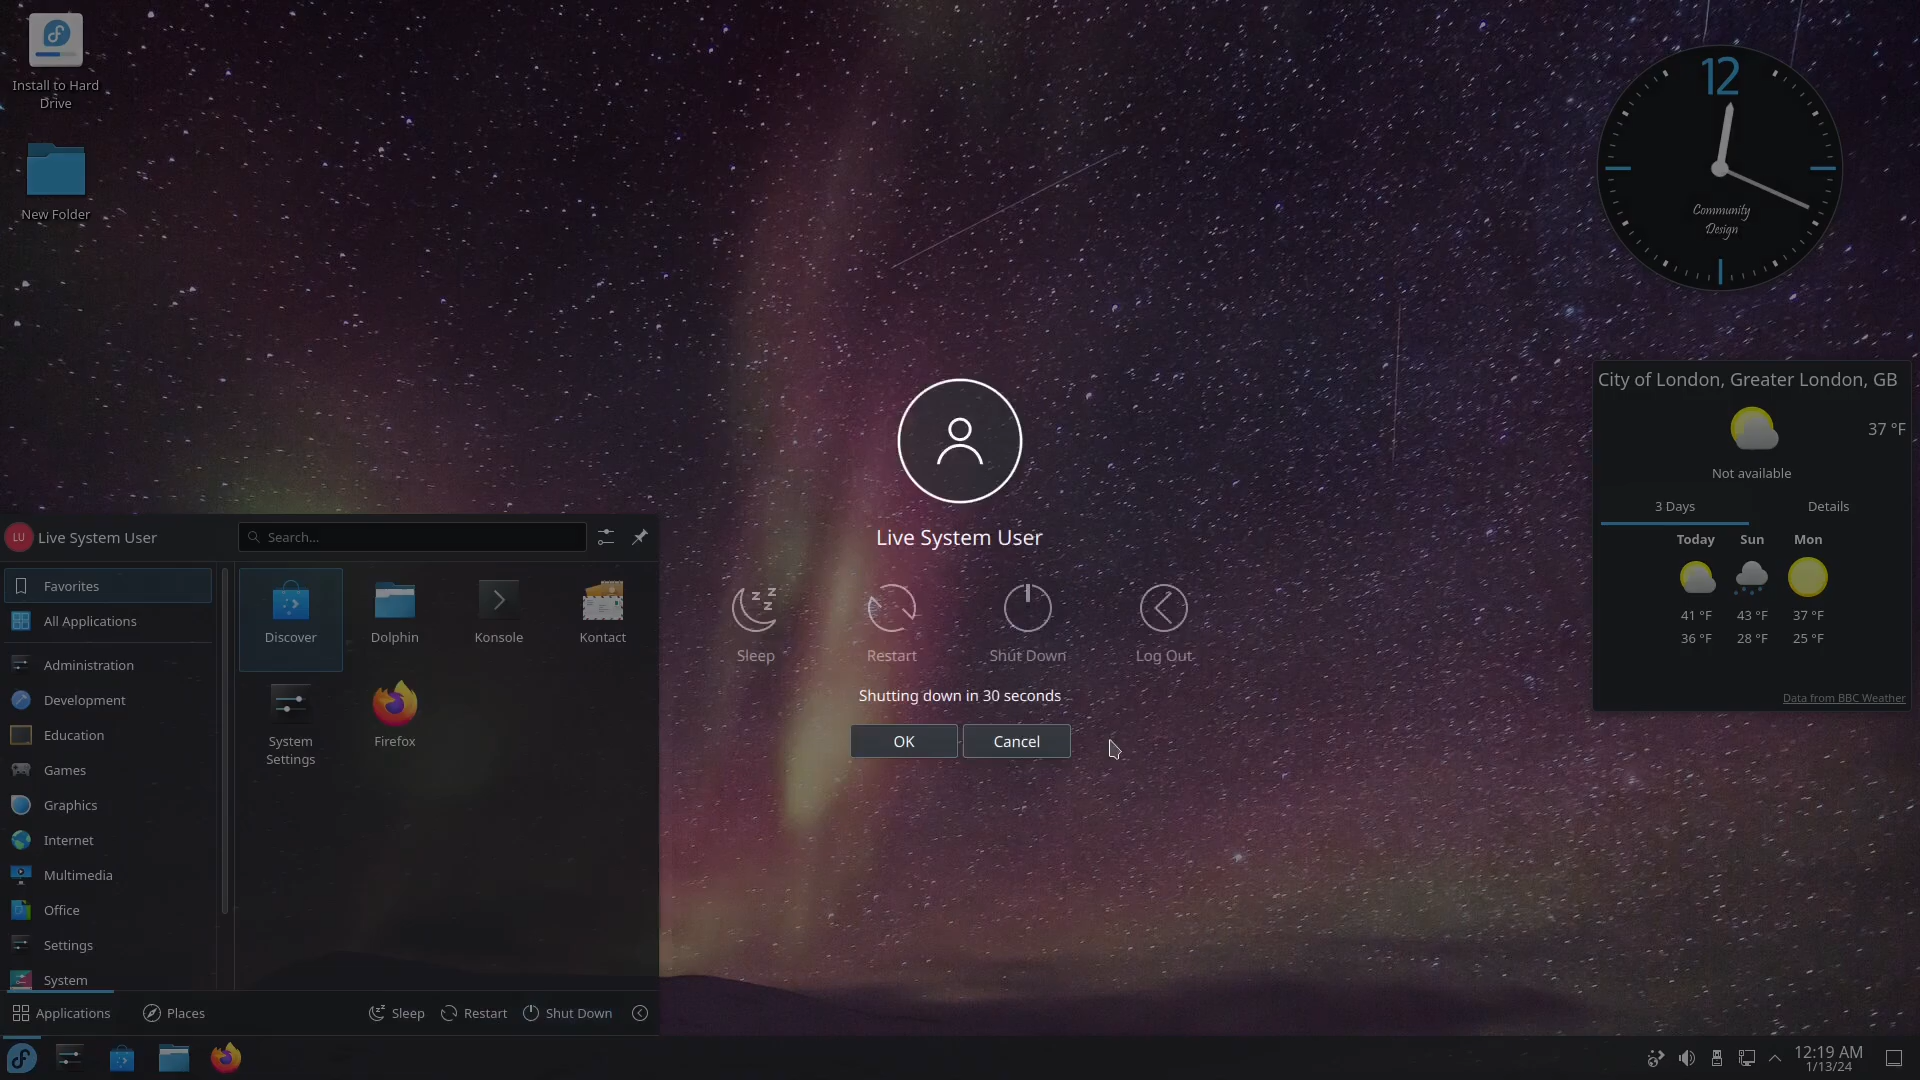 Install to Hard
Drive
New Folder
12
Community
Design
City of London, Greater London, GB
37 °F
Not available
3 Days Details
Today Sun Mon
41 °F 43 °F 37 °F
36 °F 28 °F 25 °F
Data from BBC Weather
Live System User
Sleep Restart Shut Down Log Out
Shutting down in 30 seconds
OK Cancel
LU Live System User Search...
Favorites
All Applications
Administration
Development
Education
Games
Graphics
Internet
Multimedia
Office
Settings
System
Discover Dolphin Konsole Kontact
System
Settings
Firefox
Applications Places Sleep Restart Shut Down
12:19 AM
1/13/24